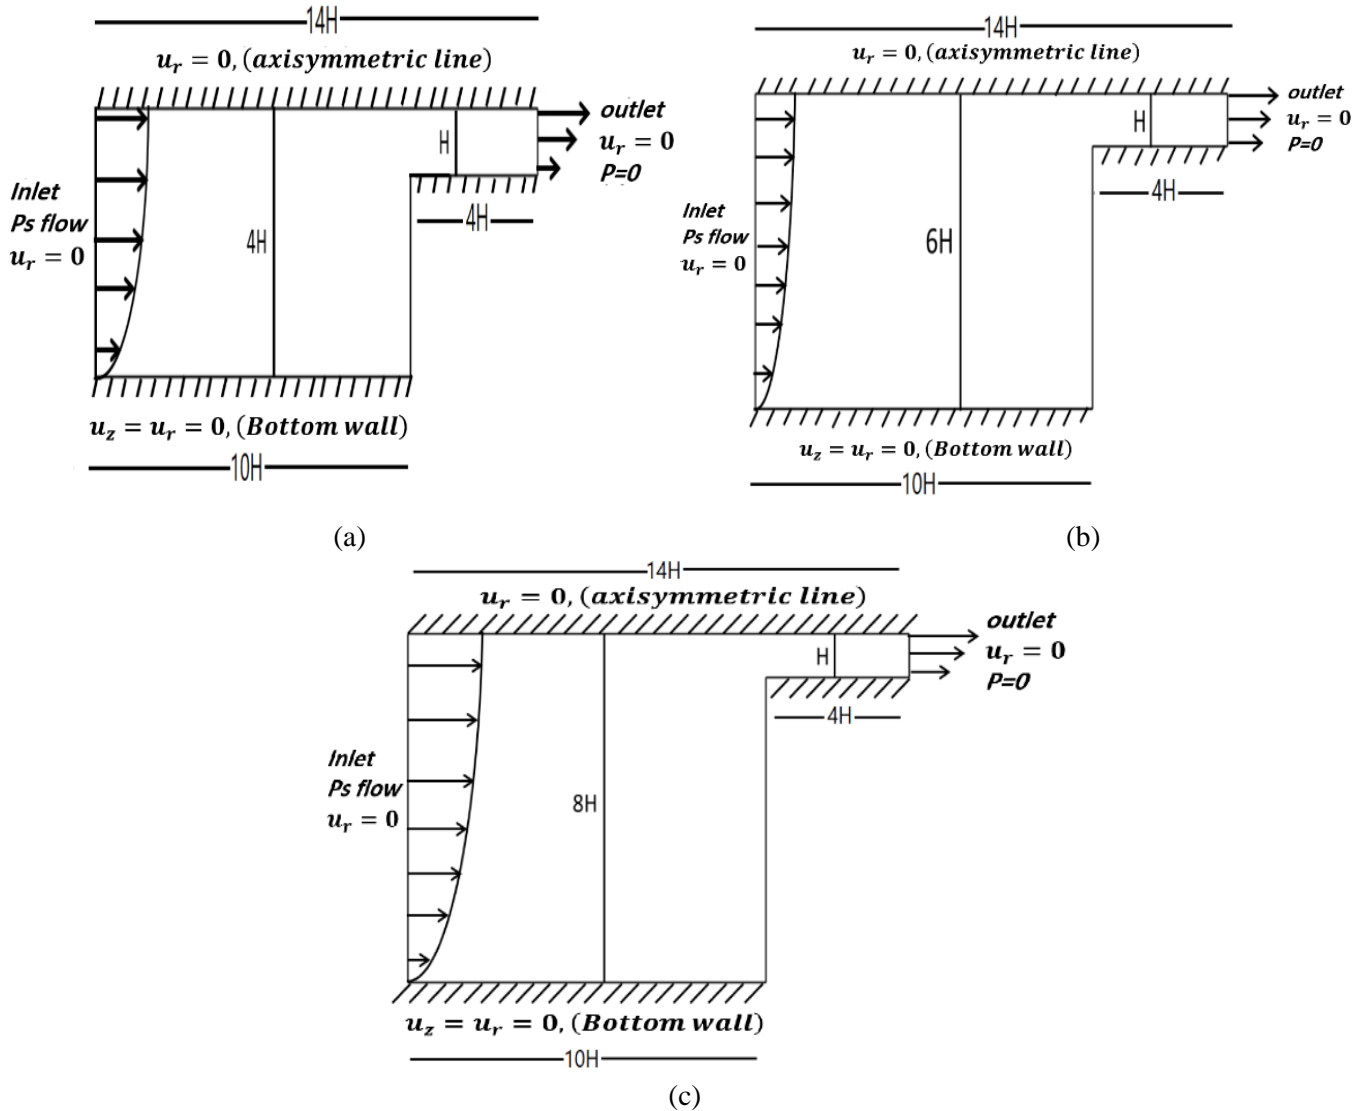 14H
u_r = 0, (axisymmetric line)
outlet
u_r = 0
P=0
H
4H
Inlet
Ps flow
u_r = 0
4H
u_z = u_r = 0, (Bottom wall)
10H
(a)
14H
u_r = 0, (axisymmetric line)
outlet
u_r = 0
P=0
H
4H
Inlet
Ps flow
u_r = 0
6H
u_z = u_r = 0, (Bottom wall)
10H
(b)
14H
u_r = 0, (axisymmetric line)
outlet
u_r = 0
P=0
H
4H
Inlet
Ps flow
u_r = 0
8H
u_z = u_r = 0, (Bottom wall)
10H
(c)